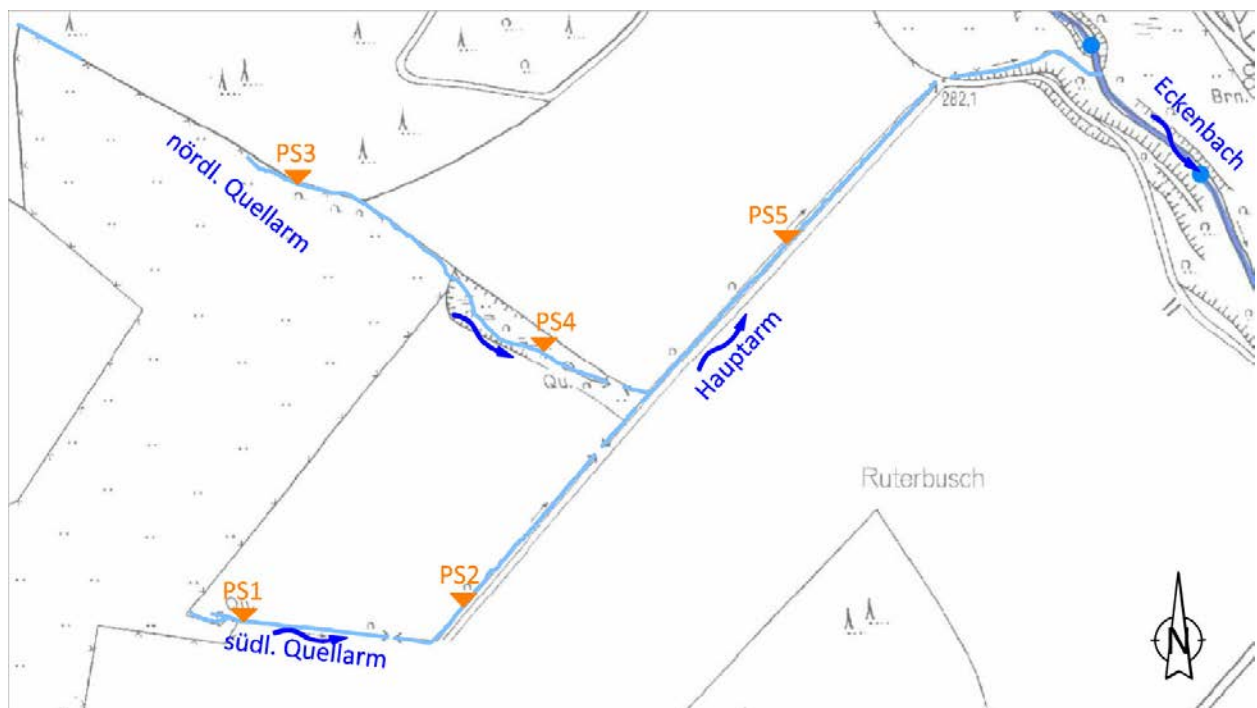 Eckenbach
Brn.
282,1
PS3
nördl. Quellarm
PS5
PS4
Qu.
Hauptarm
Ruterbusch
PS2
PS1
Qu.
südl. Quellarm
N